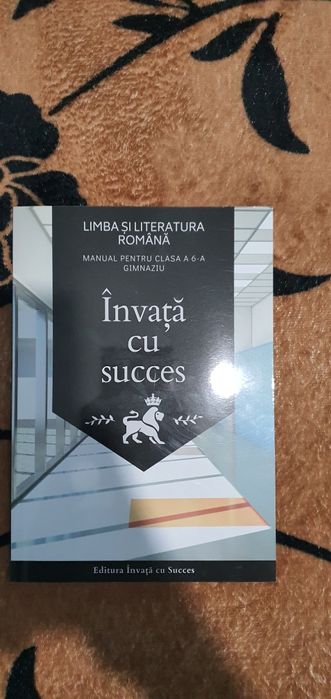 LIMBA ȘI LITERATURA
ROMÂNĂ
MANUAL PENTRU CLASA A 6-A
GIMNAZIU
Învață
cu
succes
Editura Învață cu Succes